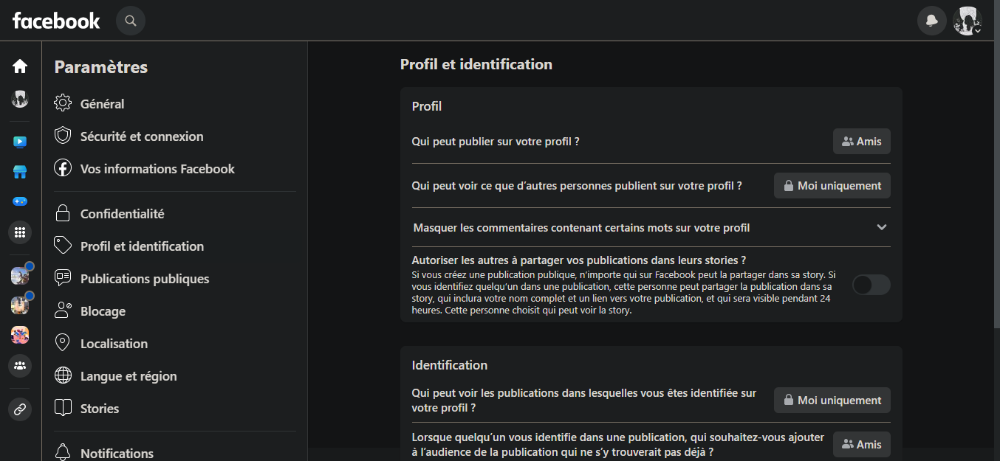 facebook
Paramètres
Général
Sécurité et connexion
Vos informations Facebook
Confidentialité
Profil et identification
Publications publiques
Blocage
Localisation
Langue et région
Stories
Notifications
Profil et identification
Profil
Qui peut publier sur votre profil ?
Amis
Qui peut voir ce que d’autres personnes publient sur votre profil ?
Moi uniquement
Masquer les commentaires contenant certains mots sur votre profil
Autoriser les autres à partager vos publications dans leurs stories ?
Si vous créez une publication publique, n’importe qui sur Facebook peut la partager dans sa story. Si
vous identifiez quelqu’un dans une publication, cette personne peut partager la publication dans sa
story, qui inclura votre nom complet et un lien vers votre publication, et qui sera visible pendant 24
heures. Cette personne choisit qui peut voir la story.
Identification
Qui peut voir les publications dans lesquelles vous êtes identifiée sur
votre profil ?
Moi uniquement
Lorsque quelqu’un vous identifie dans une publication, qui souhaitez-vous ajouter
à l’audience de la publication qui ne s’y trouverait pas déjà ?
Amis